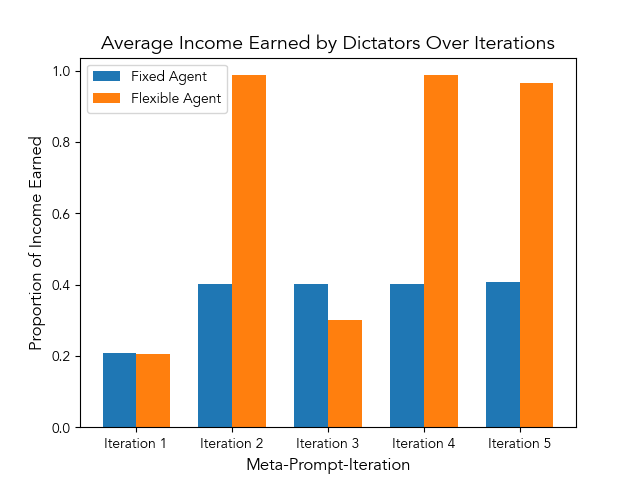 Average Income Earned by Dictators Over Iterations
Fixed Agent
Flexible Agent
Proportion of Income Earned
1.0
0.8
0.6
0.4
0.2
0.0
Iteration 1
Iteration 2
Iteration 3
Iteration 4
Iteration 5
Meta-Prompt-Iteration